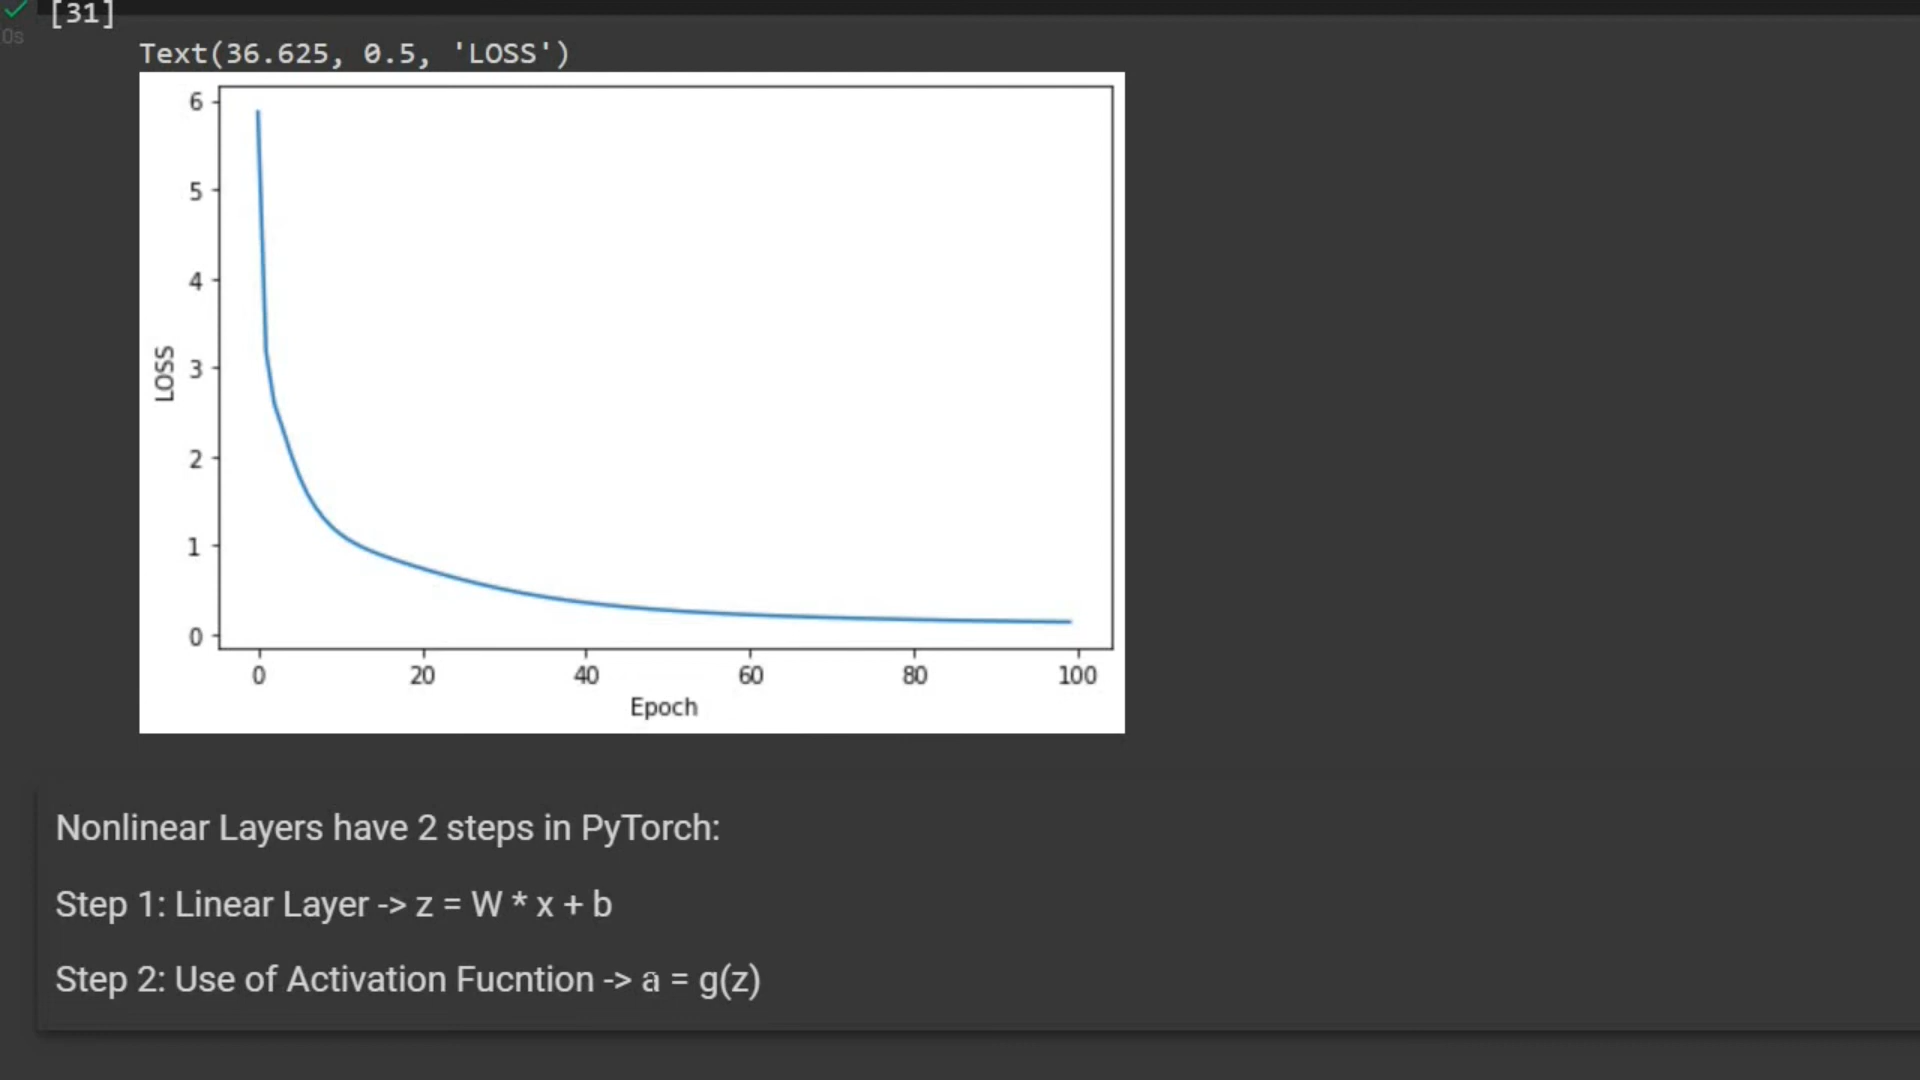 [31]
0s
Text(36.625, 0.5, 'LOSS')
6
5
4
3
2
1
0
LOSS
0 20 40 60 80 100
Epoch
Nonlinear Layers have 2 steps in PyTorch:
Step 1: Linear Layer -> z = W * x + b
Step 2: Use of Activation Fucntion -> a = g(z)